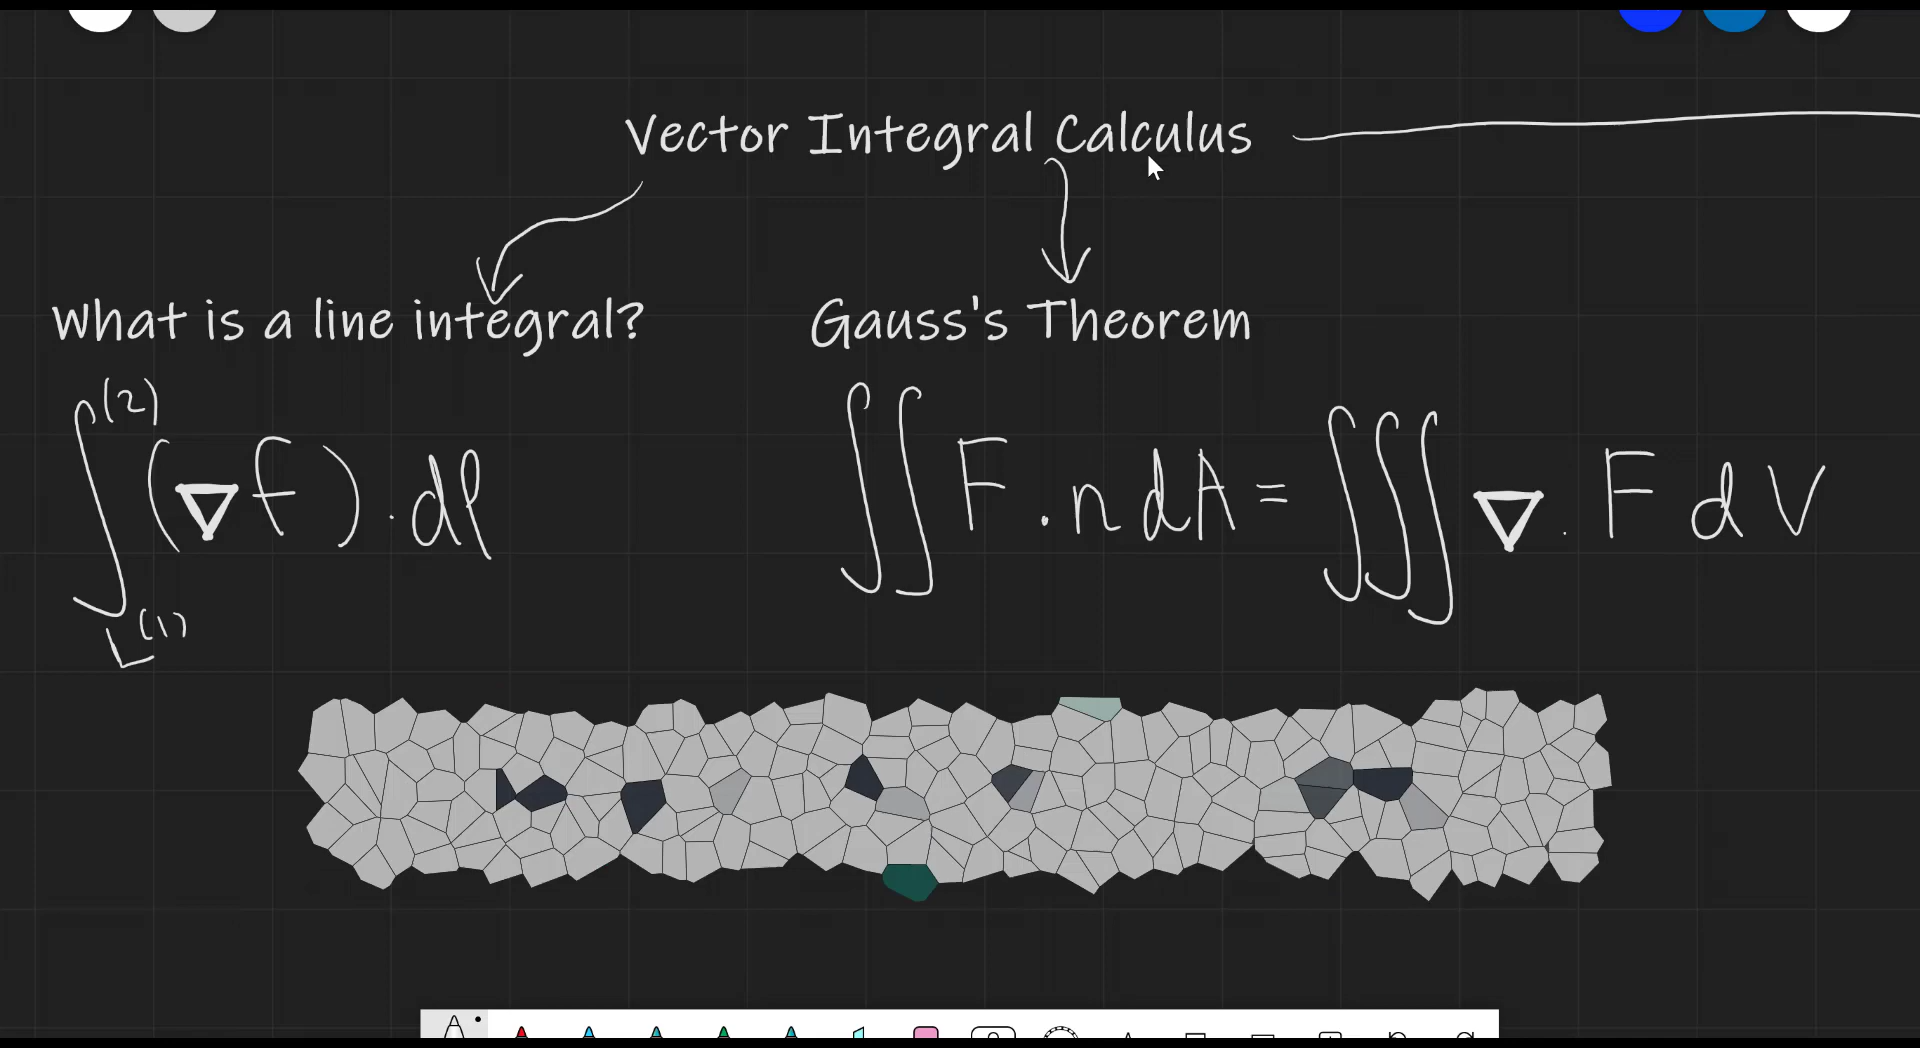 Vector Integral Calculus
What is a line integral?
Gauss's Theorem
∫⁽²⁾ (∇f) · dl
L (1)
∬ F · n dA = ∭ ∇ · F dV